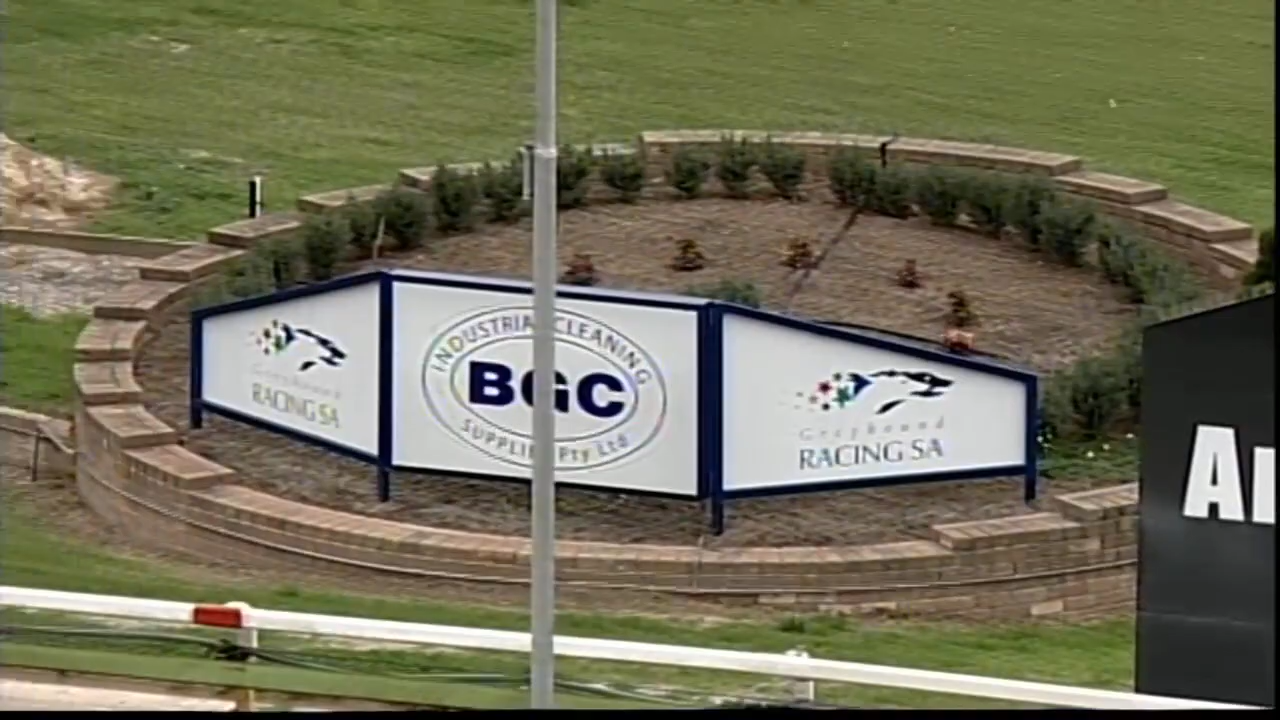 Greyhound
RACING SA
INDUSTRIAL CLEANING
BGC
SUPPLIES Pty Ltd
Greyhound
RACING SA